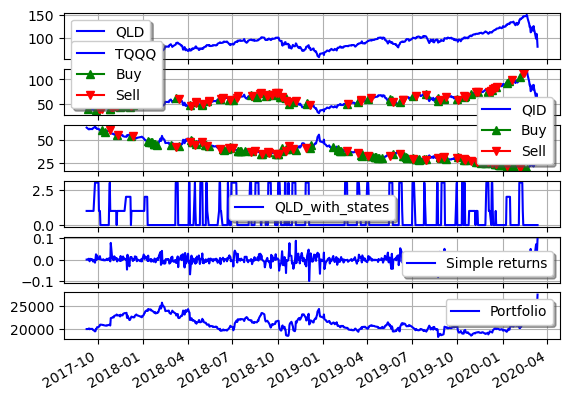 150
100
QLD
TQQQ
Buy
Sell
100
50
QID
Buy
Sell
50
25
2.5
0.0
QLD_with_states
0.1
0.0
−0.1
Simple returns
25000
20000
Portfolio
2017-10
2018-01
2018-04
2018-07
2018-10
2019-01
2019-04
2019-07
2019-10
2020-01
2020-04